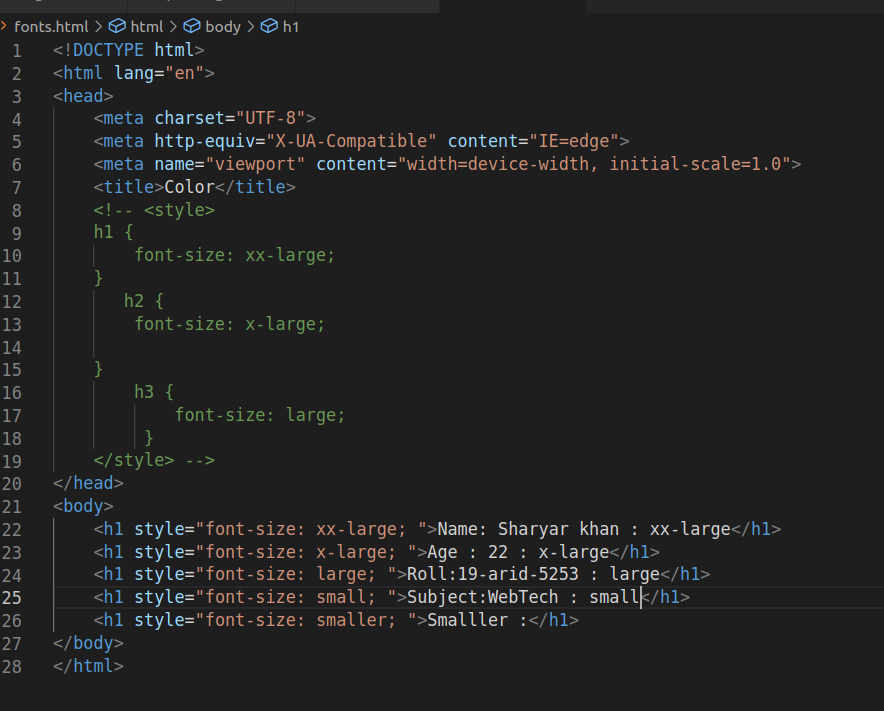 fonts.html > html > body > h1
1 <!DOCTYPE html>
2 <html lang="en">
3 <head>
4     <meta charset="UTF-8">
5     <meta http-equiv="X-UA-Compatible" content="IE=edge">
6     <meta name="viewport" content="width=device-width, initial-scale=1.0">
7     <title>Color</title>
8     <!-- <style>
9     h1 {
10         font-size: xx-large;
11     }
12        h2 {
13         font-size: x-large;
14
15     }
16         h3 {
17             font-size: large;
18          }
19     </style> -->
20 </head>
21 <body>
22     <h1 style="font-size: xx-large; ">Name: Sharyar khan : xx-large</h1>
23     <h1 style="font-size: x-large; ">Age : 22 : x-large</h1>
24     <h1 style="font-size: large; ">Roll:19-arid-5253 : large</h1>
25     <h1 style="font-size: small; ">Subject:WebTech : small</h1>
26     <h1 style="font-size: smaller; ">Smalller :</h1>
27 </body>
28 </html>